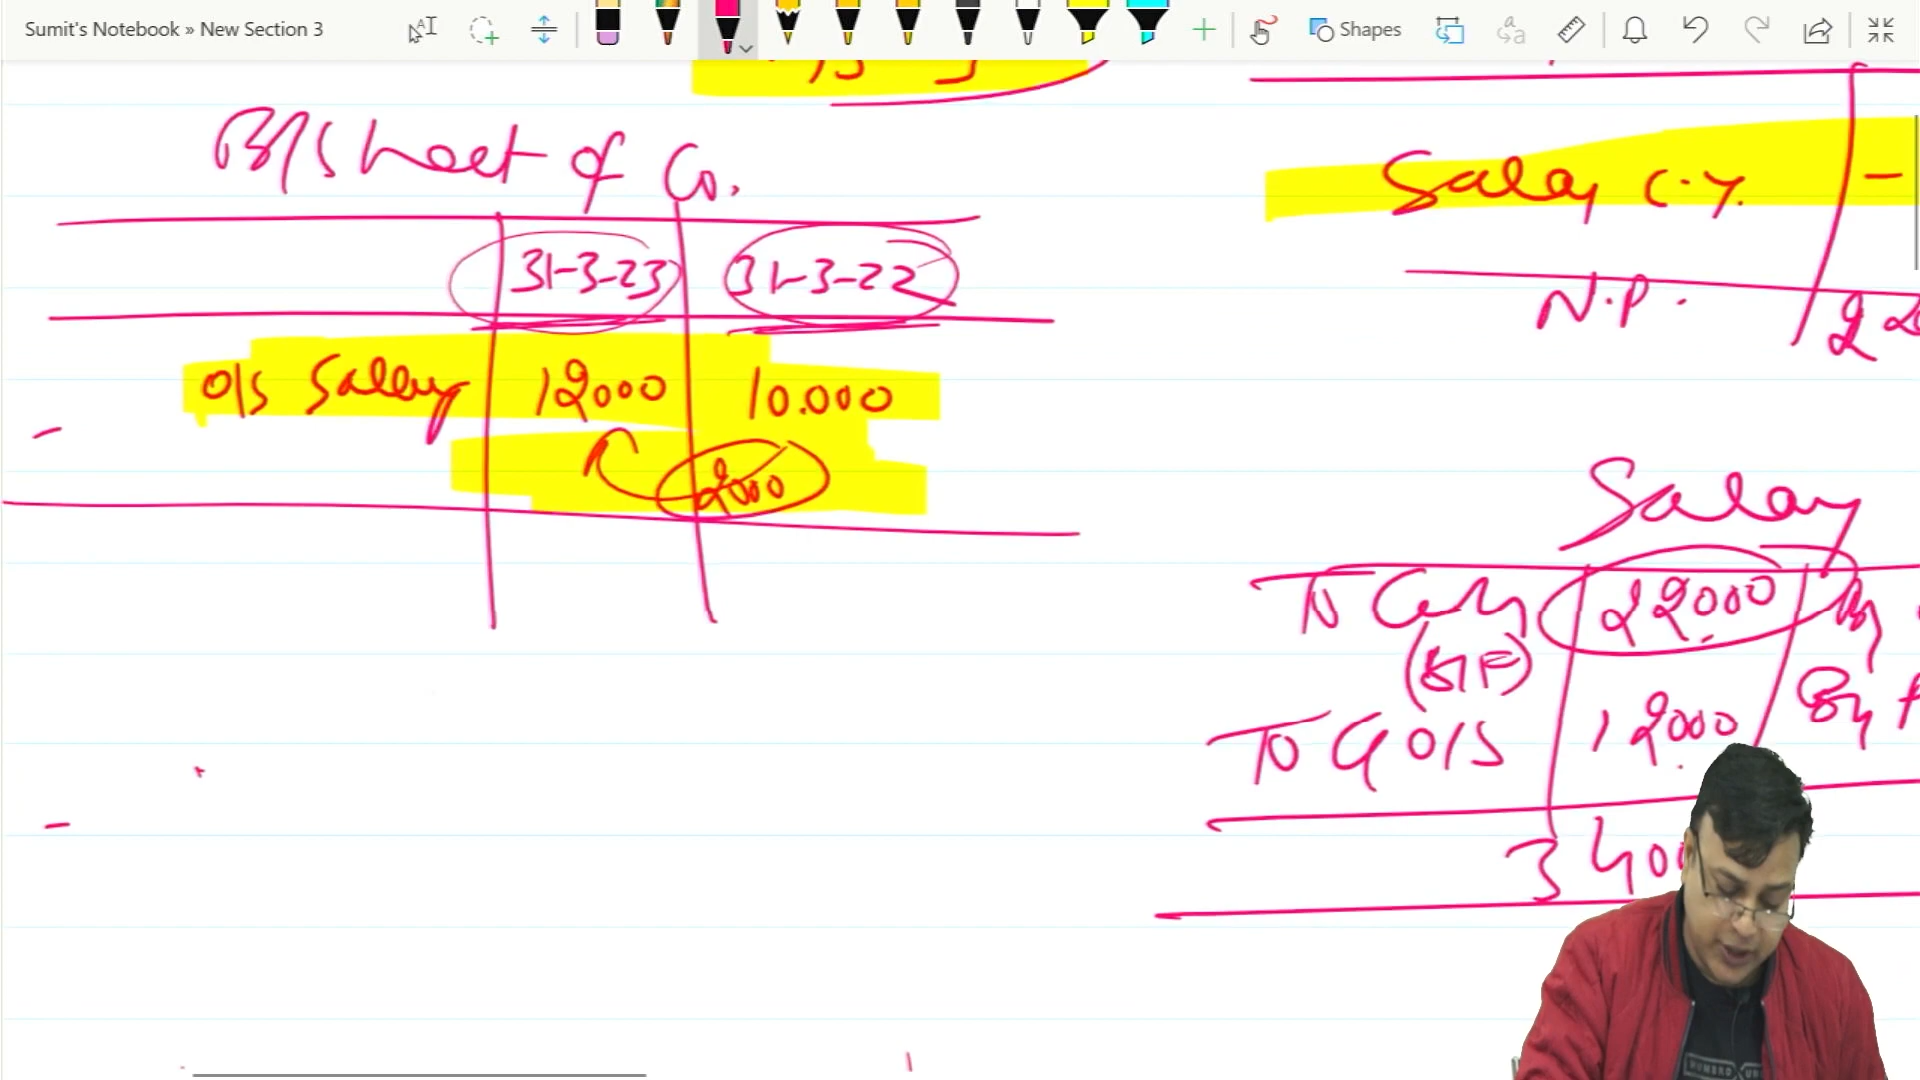 Sumit's Notebook » New Section 3
Shapes
B/Sheet of Co.
31-3-23 31-3-22
O/S Salary 12000 10.000
2000
Salary C.Y. -
N.P.
Salary
To Cash 22000 By
(B/F)
To C O/S 12000 By